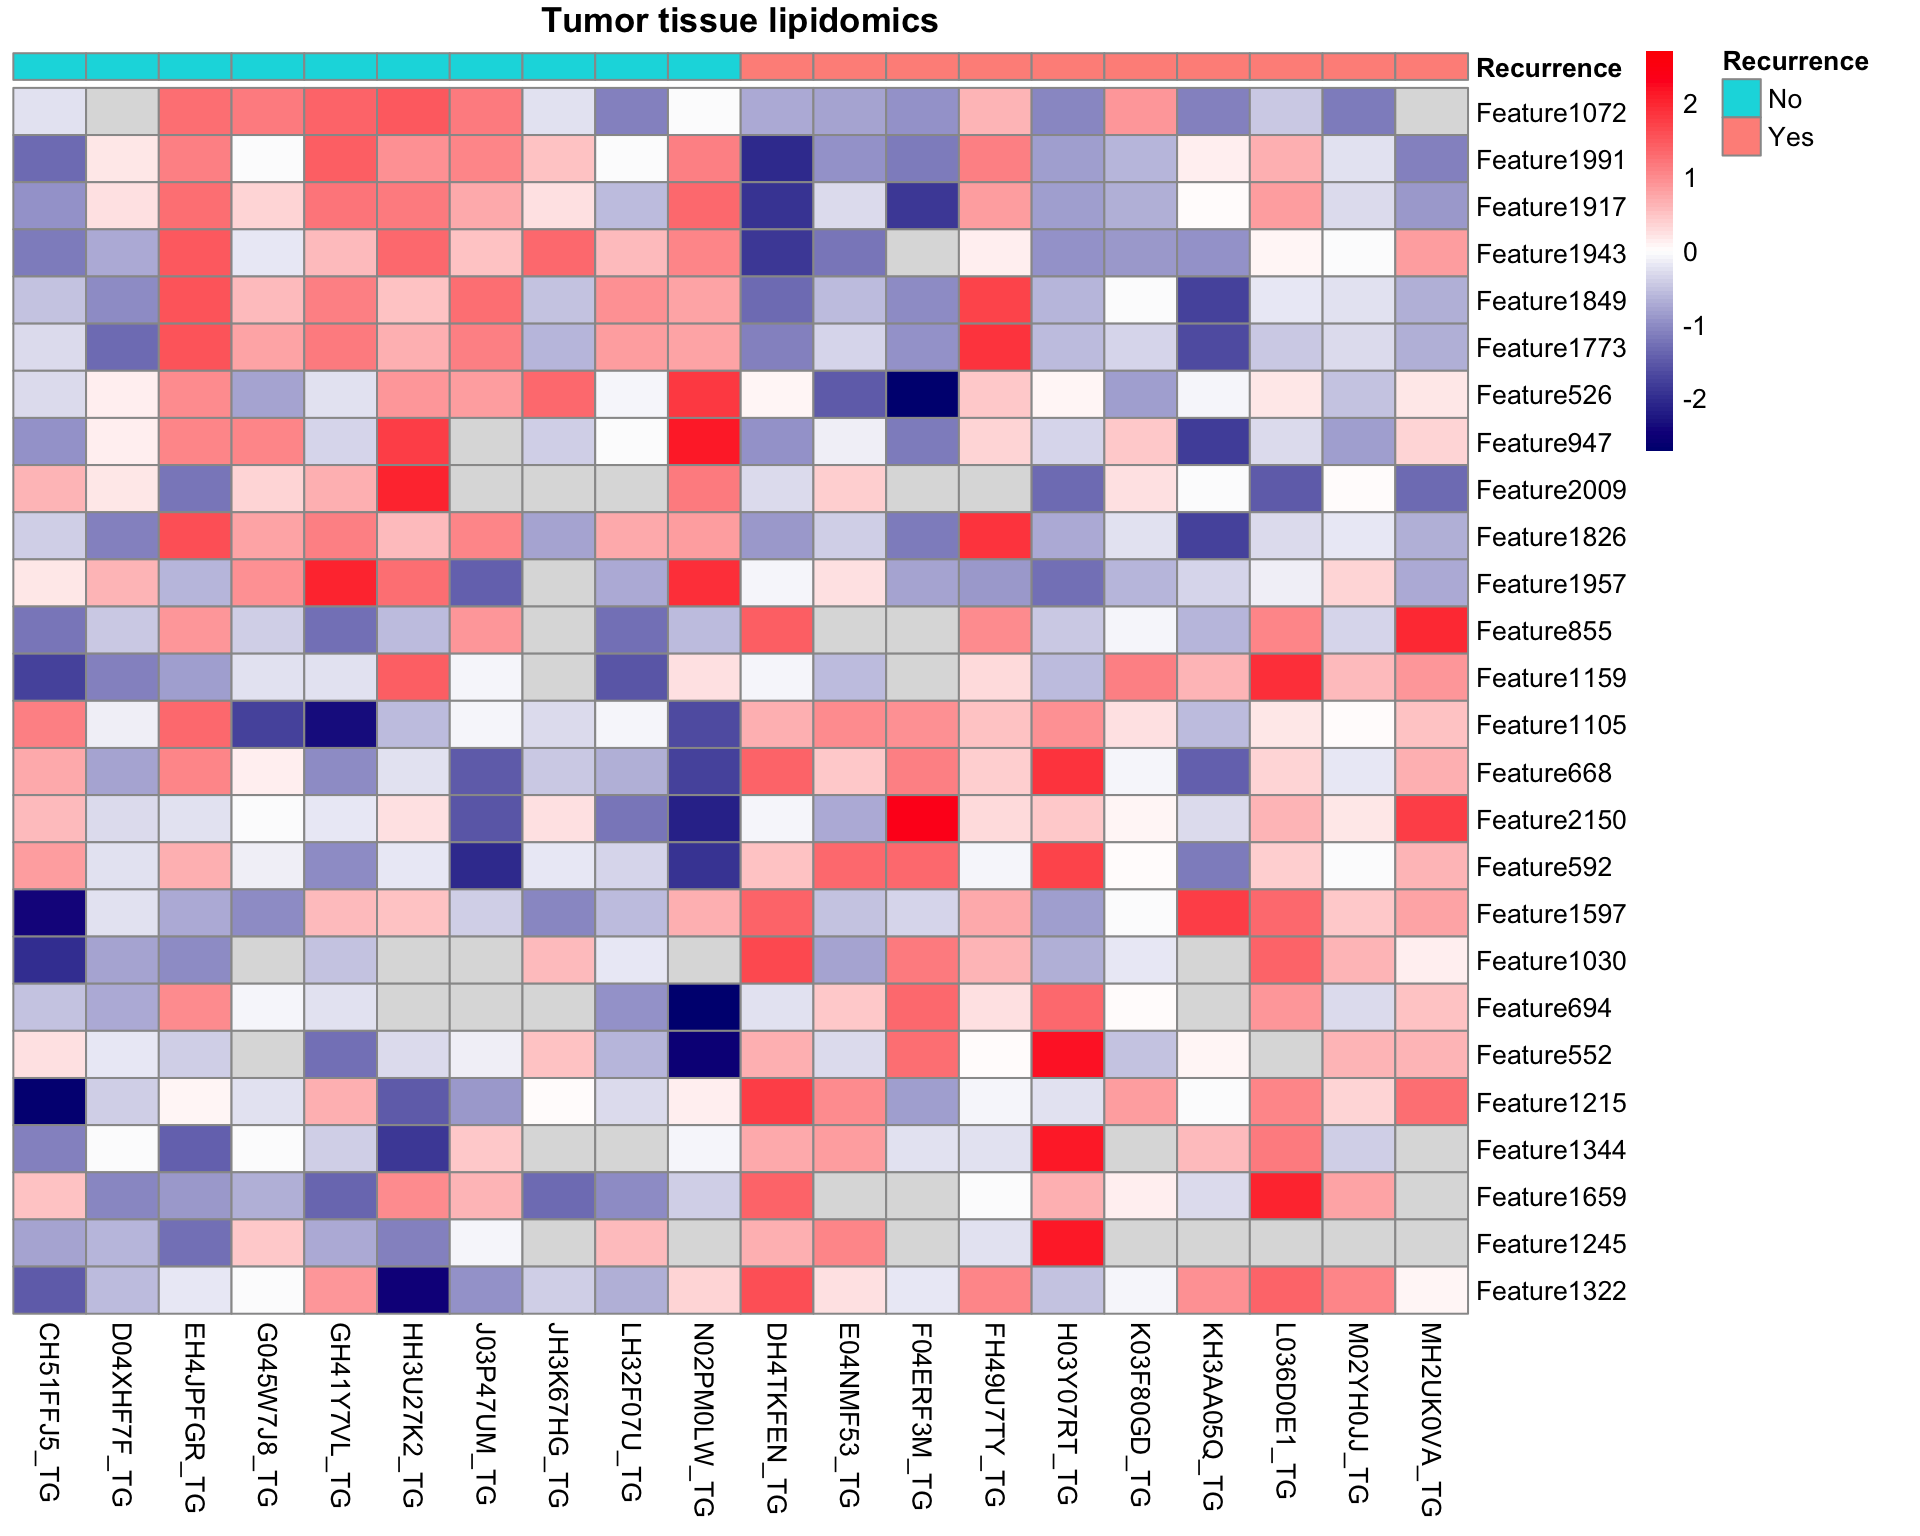 Tumor tissue lipidomics
Recurrence
Feature1072
Feature1991
Feature1917
Feature1943
Feature1849
Feature1773
Feature526
Feature947
Feature2009
Feature1826
Feature1957
Feature855
Feature1159
Feature1105
Feature668
Feature2150
Feature592
Feature1597
Feature1030
Feature694
Feature552
Feature1215
Feature1344
Feature1659
Feature1245
Feature1322
2
1
0
-1
-2
Recurrence
No
Yes
CH51FFJ5_TG
D04XHF7F_TG
EH4JPFGR_TG
G045W7J8_TG
GH41Y7VL_TG
HH3U27K2_TG
J03P47UM_TG
JH3K67HG_TG
LH32F07U_TG
N02PM0LW_TG
DH4TKFEN_TG
E04NMF53_TG
F04ERF3M_TG
FH49U7TY_TG
H03Y07RT_TG
K03F80GD_TG
KH3AA05Q_TG
L036D0E1_TG
M02YH0JJ_TG
MH2UK0VA_TG